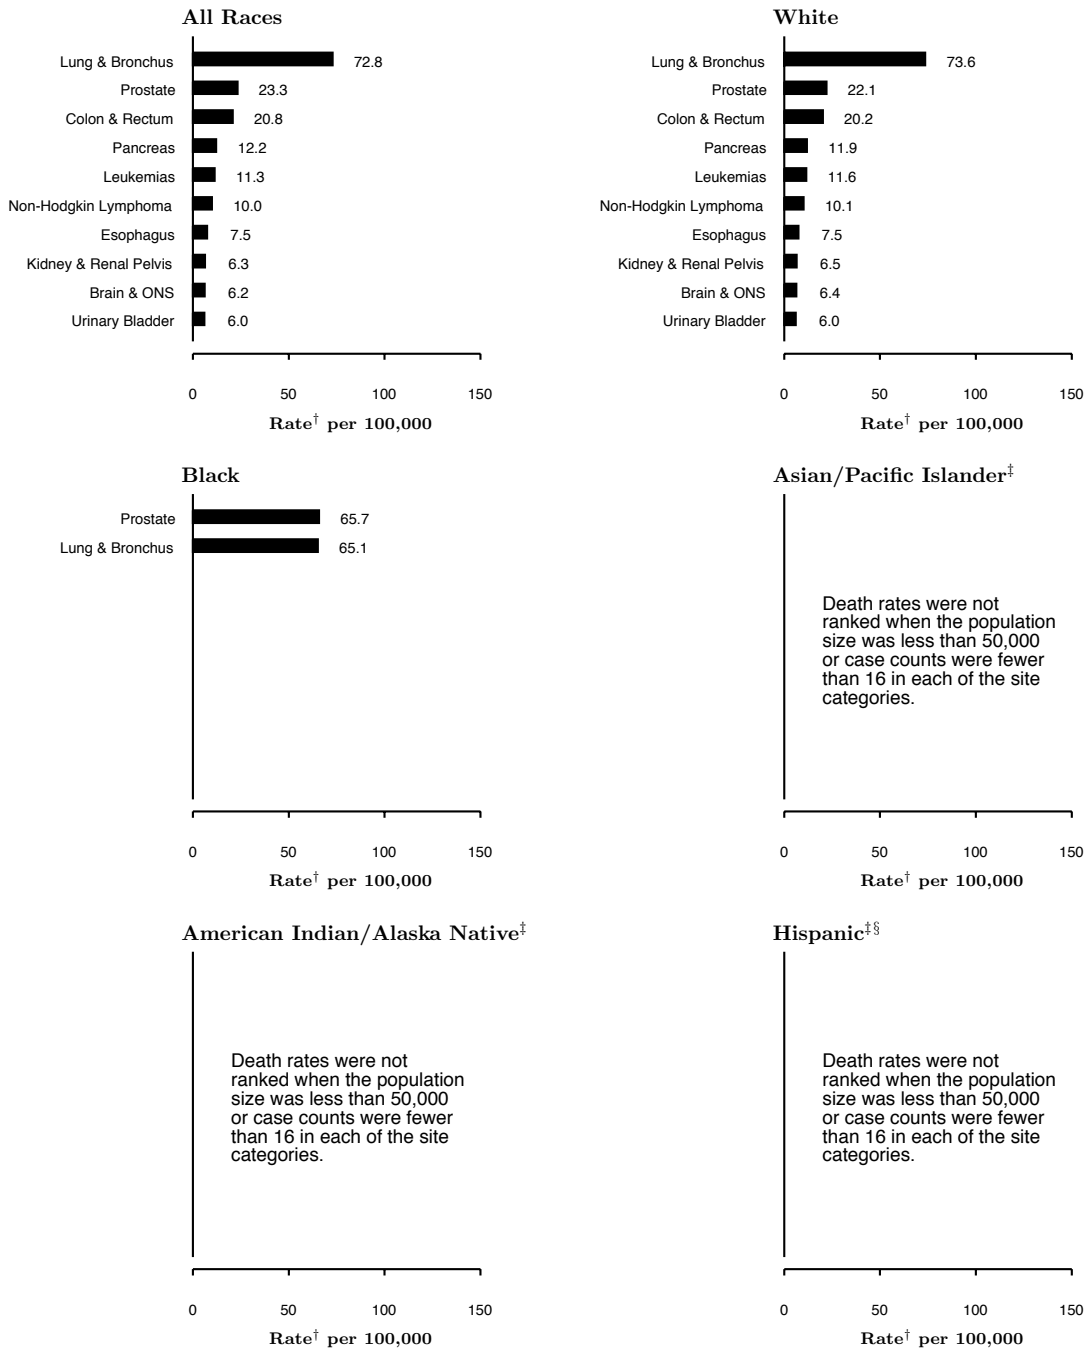 All Races
Lung & Bronchus 72.8
Prostate 23.3
Colon & Rectum 20.8
Pancreas 12.2
Leukemias 11.3
Non-Hodgkin Lymphoma 10.0
Esophagus 7.5
Kidney & Renal Pelvis 6.3
Brain & ONS 6.2
Urinary Bladder 6.0
0 50 100 150
Rate† per 100,000
White
Lung & Bronchus 73.6
Prostate 22.1
Colon & Rectum 20.2
Pancreas 11.9
Leukemias 11.6
Non-Hodgkin Lymphoma 10.1
Esophagus 7.5
Kidney & Renal Pelvis 6.5
Brain & ONS 6.4
Urinary Bladder 6.0
0 50 100 150
Rate† per 100,000
Black
Prostate 65.7
Lung & Bronchus 65.1
0 50 100 150
Rate† per 100,000
Asian/Pacific Islander‡
Death rates were not
ranked when the population
size was less than 50,000
or case counts were fewer
than 16 in each of the site
categories.
0 50 100 150
Rate† per 100,000
American Indian/Alaska Native‡
Death rates were not
ranked when the population
size was less than 50,000
or case counts were fewer
than 16 in each of the site
categories.
0 50 100 150
Rate† per 100,000
Hispanic‡§
Death rates were not
ranked when the population
size was less than 50,000
or case counts were fewer
than 16 in each of the site
categories.
0 50 100 150
Rate† per 100,000